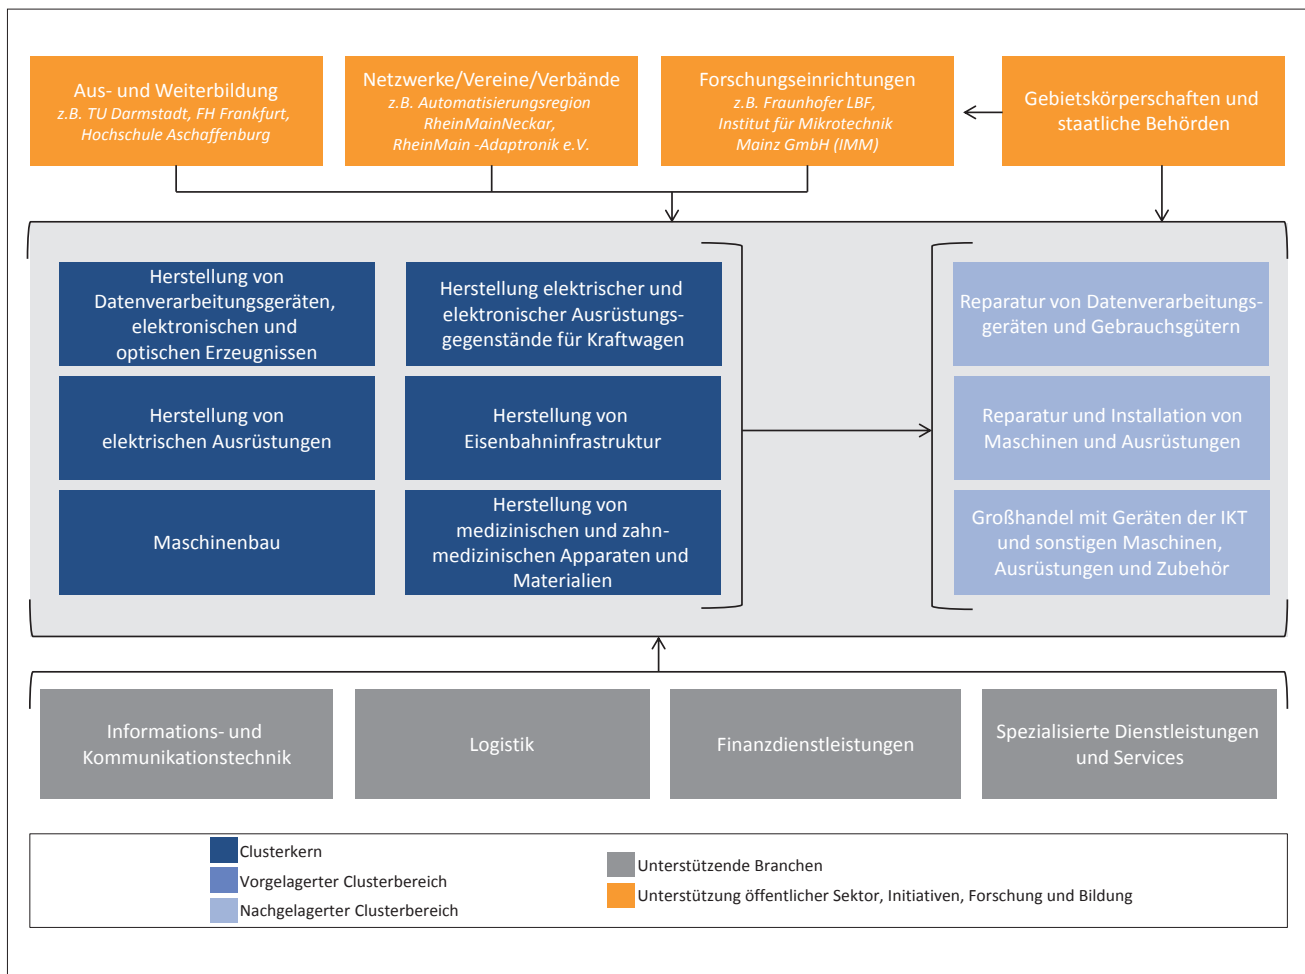 Aus- und Weiterbildung
z.B. TU Darmstadt, FH Frankfurt,
Hochschule Aschaffenburg
Netzwerke/Vereine/Verbände
z.B. Automatisierungsregion
RheinMainNeckar,
RheinMain -Adaptronik e.V.
Forschungseinrichtungen
z.B. Fraunhofer LBF,
Institut für Mikrotechnik
Mainz GmbH (IMM)
Gebietskörperschaften und
staatliche Behörden
Herstellung von
Datenverarbeitungsgeräten,
elektronischen und
optischen Erzeugnissen
Herstellung elektrischer und
elektronischer Ausrüstungs-
gegenstände für Kraftwagen
Reparatur von Datenverarbeitungs-
geräten und Gebrauchsgütern
Herstellung von
elektrischen Ausrüstungen
Herstellung von
Eisenbahninfrastruktur
Reparatur und Installation von
Maschinen und Ausrüstungen
Maschinenbau
Herstellung von
medizinischen und zahn-
medizinischen Apparaten und
Materialien
Großhandel mit Geräten der IKT
und sonstigen Maschinen,
Ausrüstungen und Zubehör
Informations- und
Kommunikationstechnik
Logistik
Finanzdienstleistungen
Spezialisierte Dienstleistungen
und Services
Clusterkern
Vorgelagerter Clusterbereich
Nachgelagerter Clusterbereich
Unterstützende Branchen
Unterstützung öffentlicher Sektor, Initiativen, Forschung und Bildung